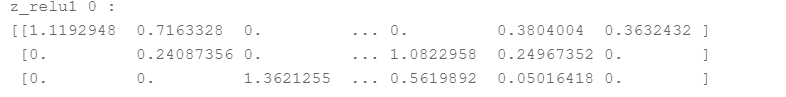 z_relu1 0 :
[[1.1192948  0.7163328  0.         ... 0.         0.3804004  0.3632432 ]
 [0.         0.24087356 0.         ... 1.0822958  0.24967352 0.        ]
 [0.         0.         1.3621255  ... 0.5619892  0.05016418 0.        ]